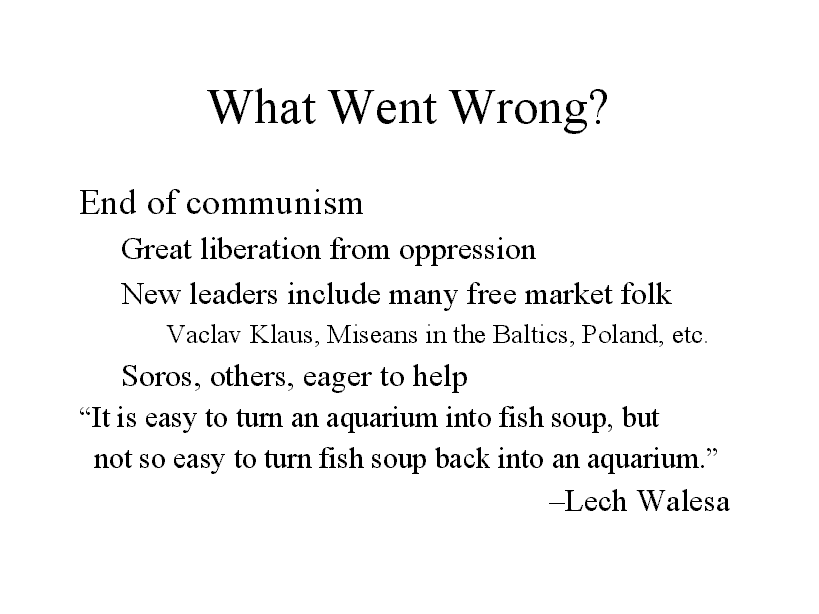 What Went Wrong?
End of communism
Great liberation from oppression
New leaders include many free market folk
Vaclav Klaus, Miseans in the Baltics, Poland, etc.
Soros, others, eager to help
“It is easy to turn an aquarium into fish soup, but
not so easy to turn fish soup back into an aquarium.”
–Lech Walesa